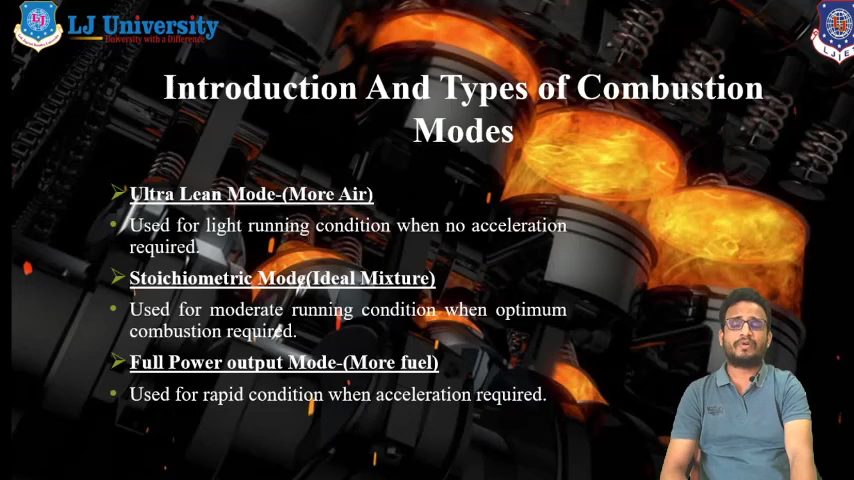 LJ University
University with a Difference
LJIE
Introduction And Types of Combustion
Modes
Ultra Lean Mode-(More Air)
Used for light running condition when no acceleration
required.
Stoichiometric Mode(Ideal Mixture)
Used for moderate running condition when optimum
combustion required.
Full Power output Mode-(More fuel)
Used for rapid condition when acceleration required.